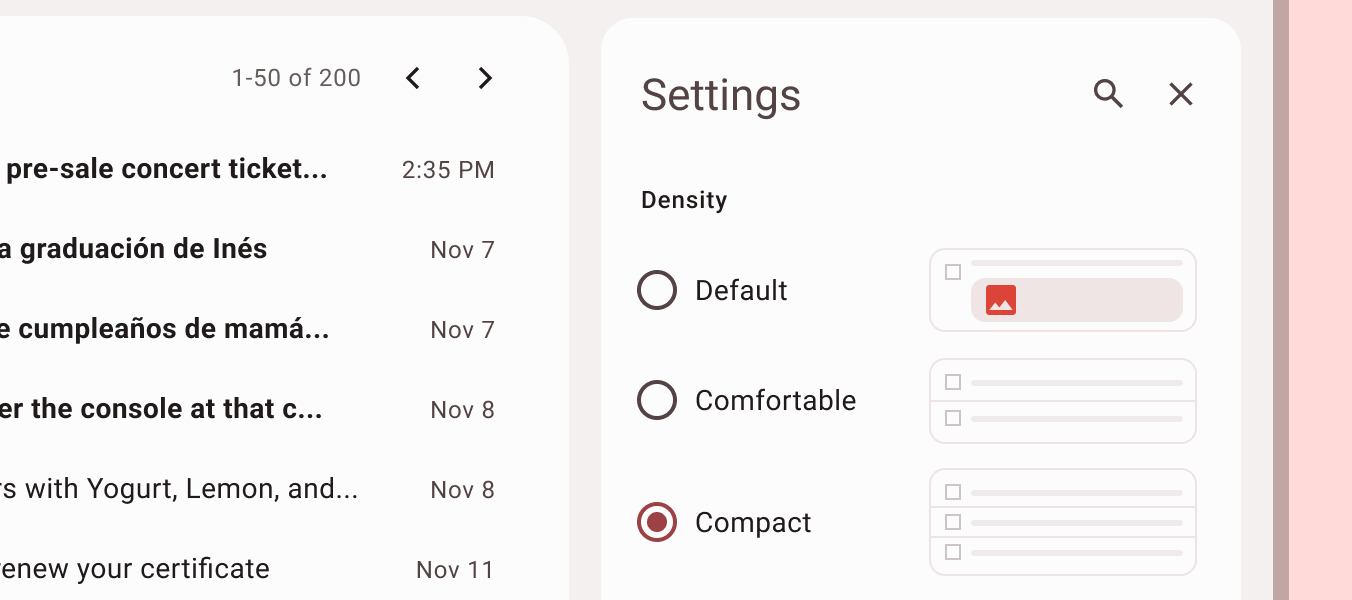 1-50 of 200
pre-sale concert ticket... 2:35 PM
a graduación de Inés Nov 7
e cumpleaños de mamá... Nov 7
er the console at that c... Nov 8
rs with Yogurt, Lemon, and... Nov 8
renew your certificate Nov 11
Settings
Density
Default
Comfortable
Compact